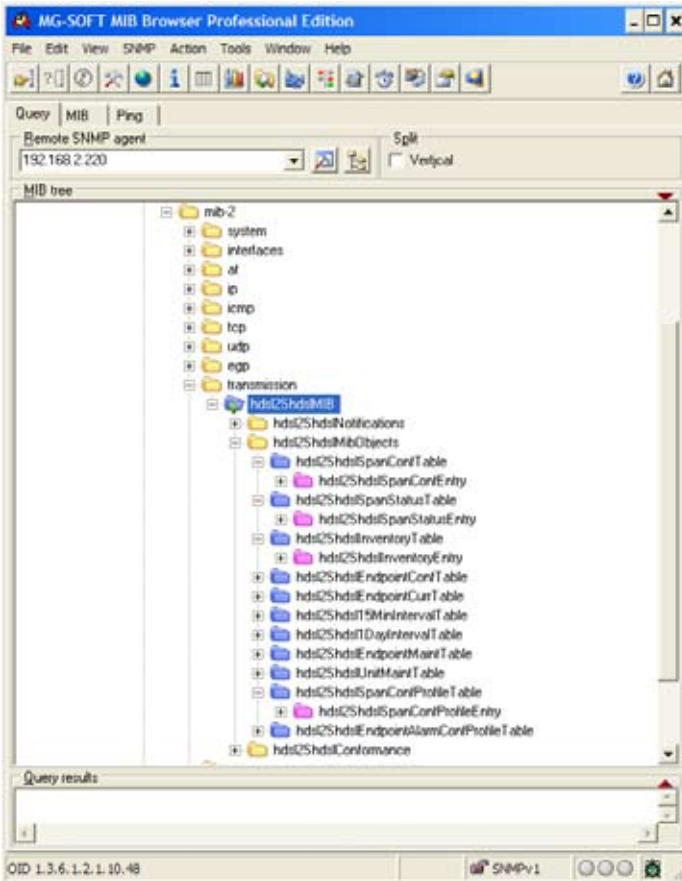 MG-SOFT MIB Browser Professional Edition
File Edit View SNMP Action Tools Window Help
Query MIB Ping
Remote SNMP agent Split
192.168.2.220 Vertical
MIB tree
mib-2
system
interfaces
at
ip
icmp
tcp
udp
egp
transmission
hdsl2ShdslMIB
hdsl2ShdslNotifications
hdsl2ShdslMibObjects
hdsl2ShdslSpanConfTable
hdsl2ShdslSpanConfEntry
hdsl2ShdslSpanStatusTable
hdsl2ShdslSpanStatusEntry
hdsl2ShdslInventoryTable
hdsl2ShdslInventoryEntry
hdsl2ShdslEndpointConfTable
hdsl2ShdslEndpointCurrTable
hdsl2Shdsl15MinIntervalTable
hdsl2Shdsl1DayIntervalTable
hdsl2ShdslEndpointMaintTable
hdsl2ShdslUnitMaintTable
hdsl2ShdslSpanConfProfileTable
hdsl2ShdslSpanConfProfileEntry
hdsl2ShdslEndpointAlarmConfProfileTable
hdsl2ShdslConformance
Query results
OID 1.3.6.1.2.1.10.48 SNMPv1